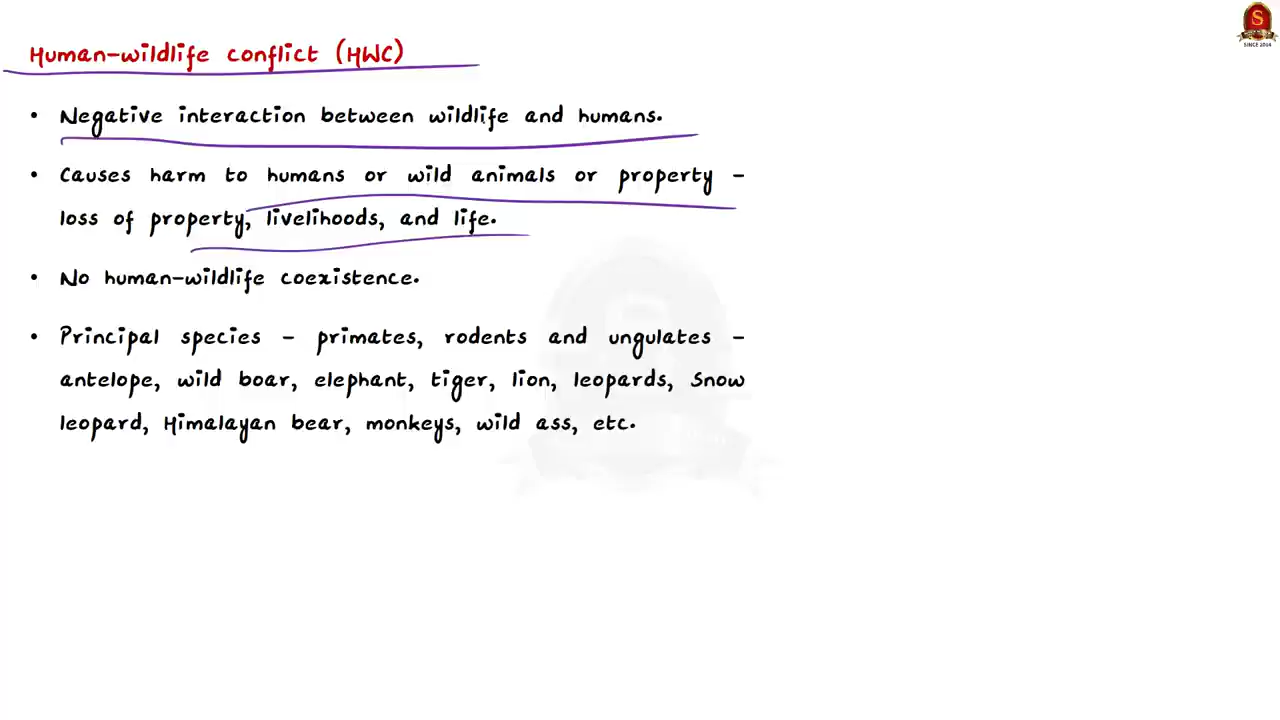 S
SINCE 2014
Human-wildlife conflict (HWC)
• Negative interaction between wildlife and humans.
• Causes harm to humans or wild animals or property –
loss of property, livelihoods, and life.
• No human-wildlife coexistence.
• Principal species – primates, rodents and ungulates –
antelope, wild boar, elephant, tiger, lion, leopards, Snow
leopard, Himalayan bear, monkeys, wild ass, etc.